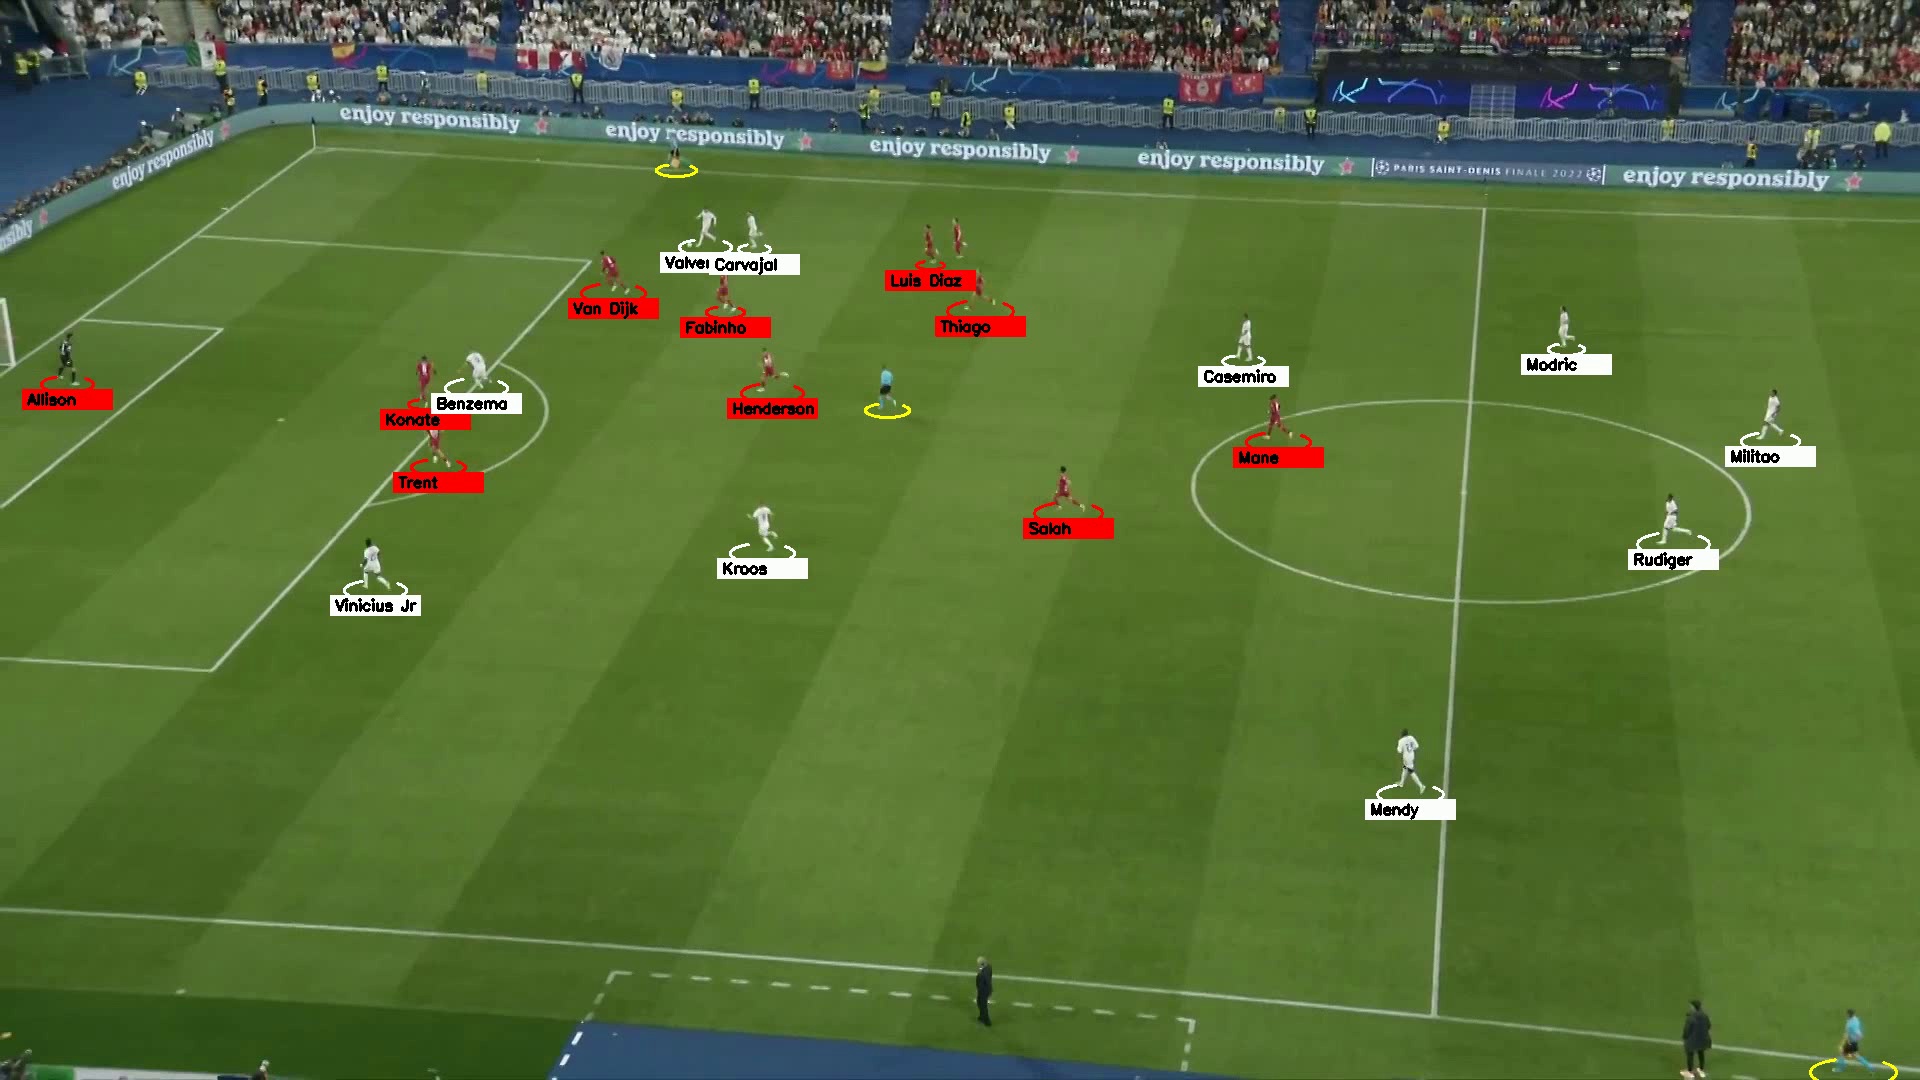 enjoy responsibly
enjoy responsibly
enjoy responsibly
enjoy responsibly
enjoy responsibly
PARIS SAINT-DENIS FINALE 2022
enjoy responsibly
Carvajal
Luis Diaz
Van Dijk
Fabinho
Thiago
Modric
Casemiro
Allison
Benzema
Henderson
Konate
Mane
Militao
Trent
Salah
Rudiger
Kroos
Vinicius Jr
Mendy